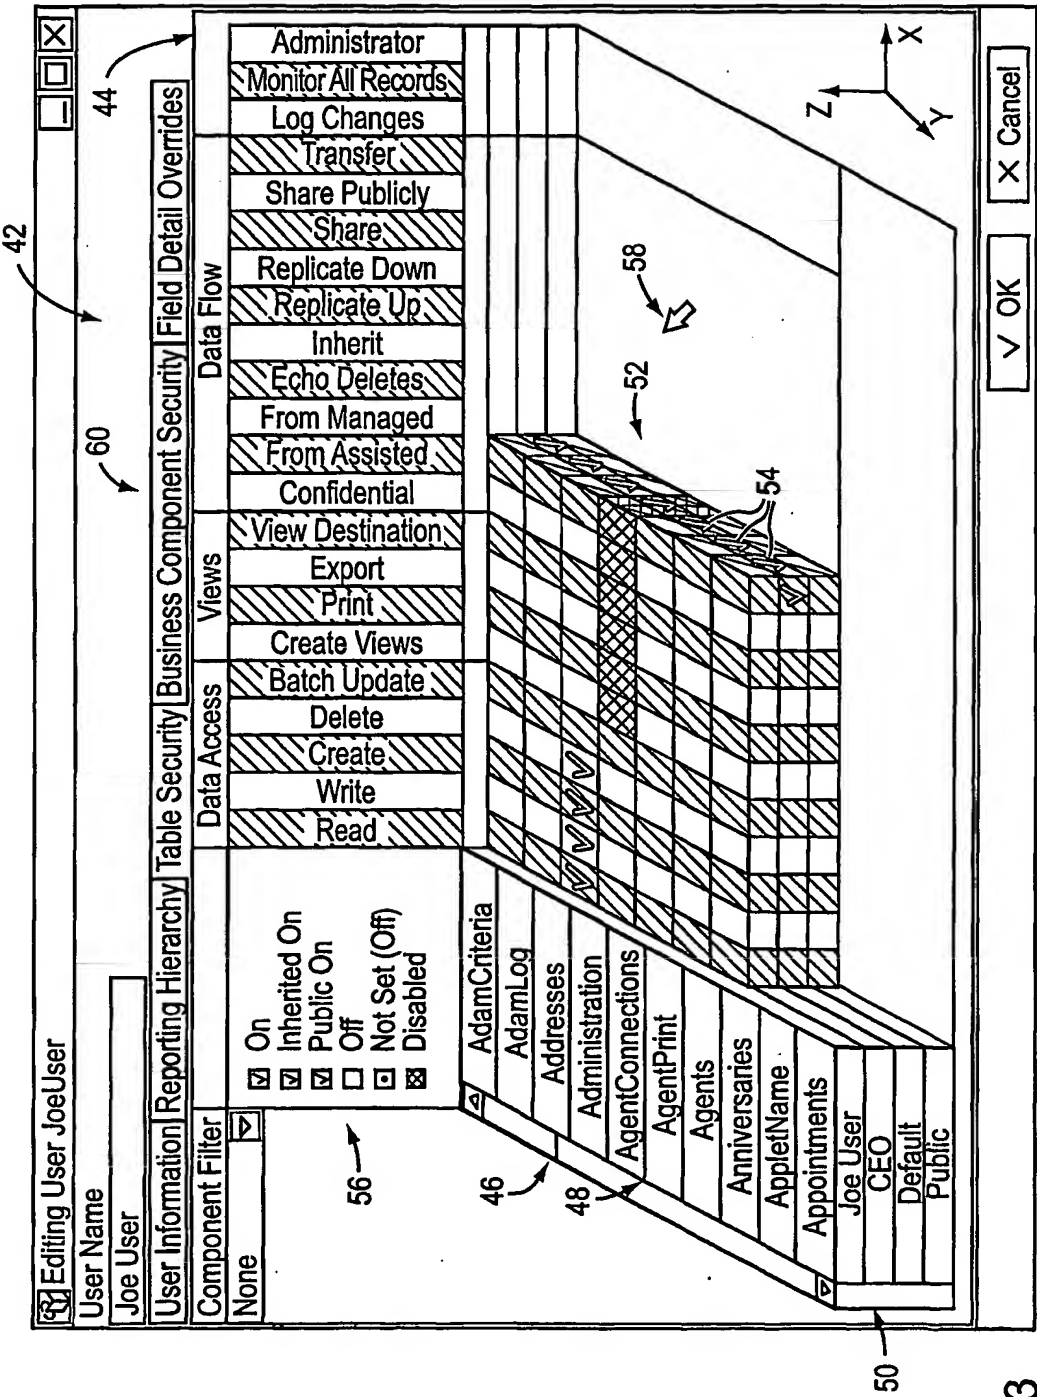 42
44
60
Editing User JoeUser
User Name
Joe User
User Information
Reporting Hierarchy
Table Security
Business Component Security
Field Detail Overrides
Component Filter
None
Data Access
Views
Data Flow
Read
Write
Create
Delete
Batch Update
Create Views
Print
Export
View Destination
Confidential
From Assisted
From Managed
Echo Deletes
Inherit
Replicate Up
Replicate Down
Share
Share Publicly
Transfer
Log Changes
Monitor All Records
Administrator
On
Inherited On
Public On
Off
Not Set (Off)
Disabled
56
46
48
50
AdamCriteria
AdamLog
Addresses
Administration
AgentConnections
AgentPrint
Agents
Anniversaries
AppletName
Appointments
Joe User
CEO
Default
Public
52
58
54
Z
X
Y
OK
X Cancel
3